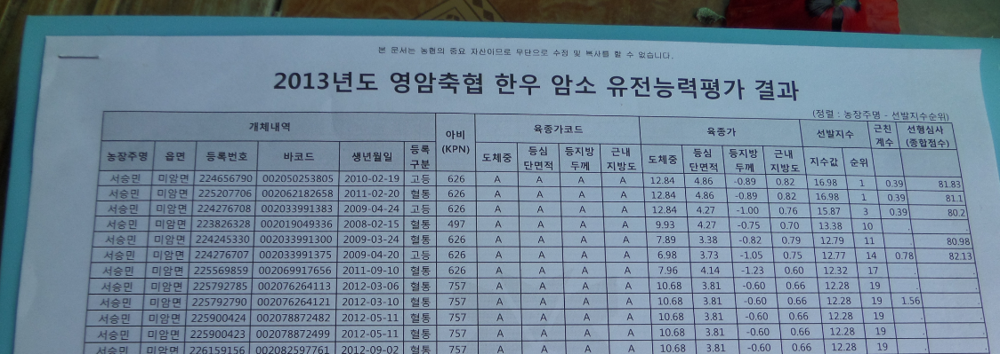 본 문서는 농협의 중요 자산이므로 무단으로 수정 및 복사를 할 수 없습니다.
2013년도 영암축협 한우 암소 유전능력평가 결과
(정렬 : 농장주명 - 선발지수순위)
개체내역 아비 (KPN) 육종가코드 육종가 선발지수 근친계수 선형심사 (종합점수)
농장주명 읍면 등록번호 바코드 생년월일 등록구분 도체중 등심단면적 등지방두께 근내지방도 도체중 등심단면적 등지방두께 근내지방도 지수값 순위
서승민 미암면 224656790 002050253805 2010-02-19 고등 626 A A A A 12.84 4.86 -0.89 0.82 16.98 1 0.39 81.83
서승민 미암면 225207706 002062182658 2011-02-20 혈통 626 A A A A 12.84 4.86 -0.89 0.82 16.98 1 0.39 81.1
서승민 미암면 224276708 002033991383 2009-04-24 고등 626 A A A A 12.84 4.27 -1.00 0.76 15.87 3 0.39 80.2
서승민 미암면 223826328 002019049336 2008-02-15 혈통 497 A A A A 9.93 4.27 -0.75 0.70 13.38 10 . .
서승민 미암면 224245330 002033991300 2009-03-24 혈통 626 A A A A 7.89 3.38 -0.82 0.79 12.79 11 . 80.98
서승민 미암면 224276707 002033991375 2009-04-20 고등 626 A A A A 6.98 3.73 -1.05 0.75 12.77 14 0.78 82.13
서승민 미암면 225569859 002069917656 2011-09-10 혈통 626 A A A A 7.96 4.14 -1.23 0.60 12.32 17 . .
서승민 미암면 225792785 002076264113 2012-03-06 혈통 757 A A A A 10.68 3.81 -0.60 0.66 12.28 19 . .
서승민 미암면 225792790 002076264121 2012-03-10 혈통 757 A A A A 10.68 3.81 -0.60 0.66 12.28 19 1.56 .
서승민 미암면 225900424 002078872482 2012-05-11 혈통 757 A A A A 10.68 3.81 -0.60 0.66 12.28 19 . .
서승민 미암면 225900423 002078872499 2012-05-11 혈통 757 A A A A 10.68 3.81 -0.60 0.66 12.28 19 . .
서승민 미암면 226159156 002082597761 2012-09-02 혈통 757 A A A A 10.68 3.81 -0.60 0.66 12.28 19 . .